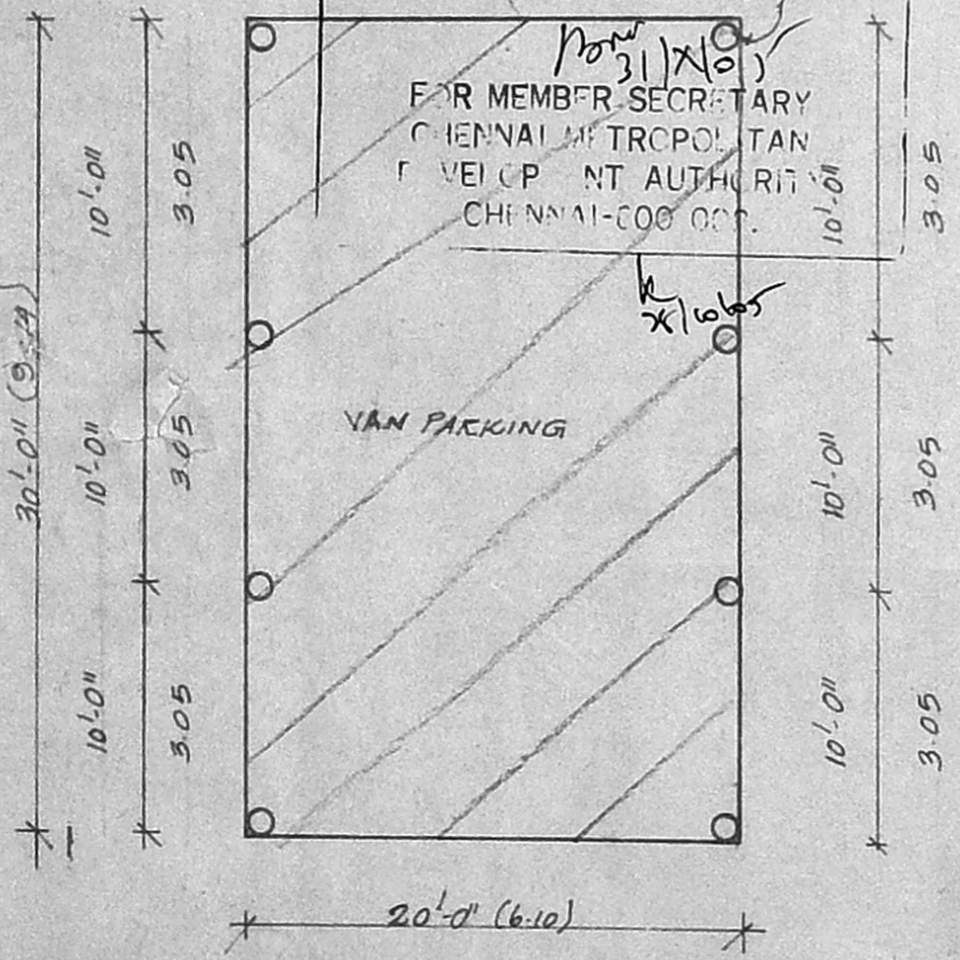 FOR MEMBER SECRETARY
CHENNAI METROPOLITAN
DEVELOPMENT AUTHORITY
CHENNAI-600 008.
10'-0" 3.05
10'-0" 3.05
30'-0" (9.14)
VAN PARKING
10'-0" 3.05
10'-0" 3.05
10'-0" 3.05
10'-0" 3.05
20'-0" (6.10)